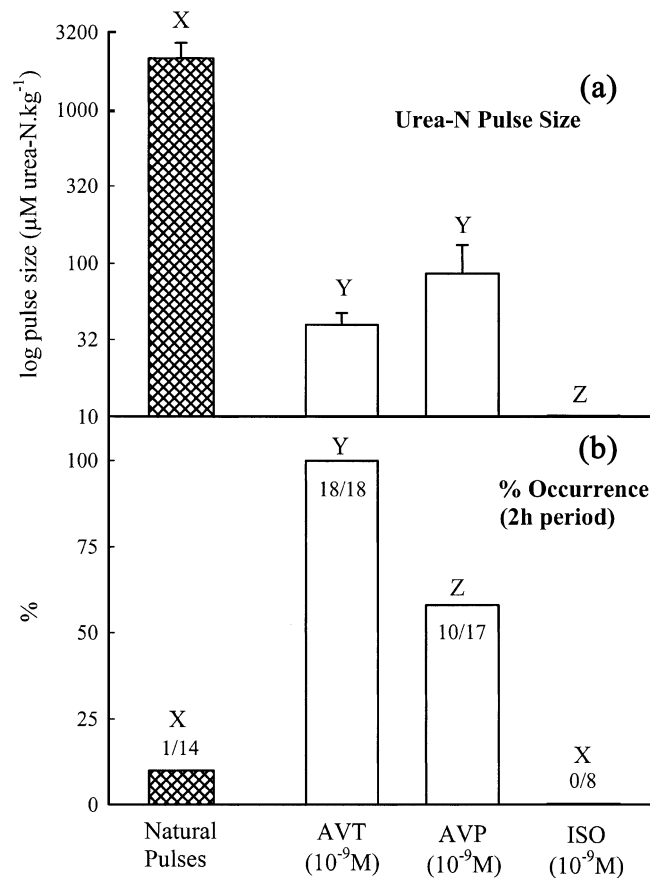 3200
1000
320
100
32
10
log pulse size (µM urea-N.kg⁻¹)
(a)
Urea-N Pulse Size
X
Y
Y
Z
(b)
% Occurrence
(2h period)
100
75
50
25
0
%
X
1/14
Y
18/18
Z
10/17
X
0/8
Natural
Pulses
AVT
(10⁻⁹M)
AVP
(10⁻⁹M)
ISO
(10⁻⁹M)